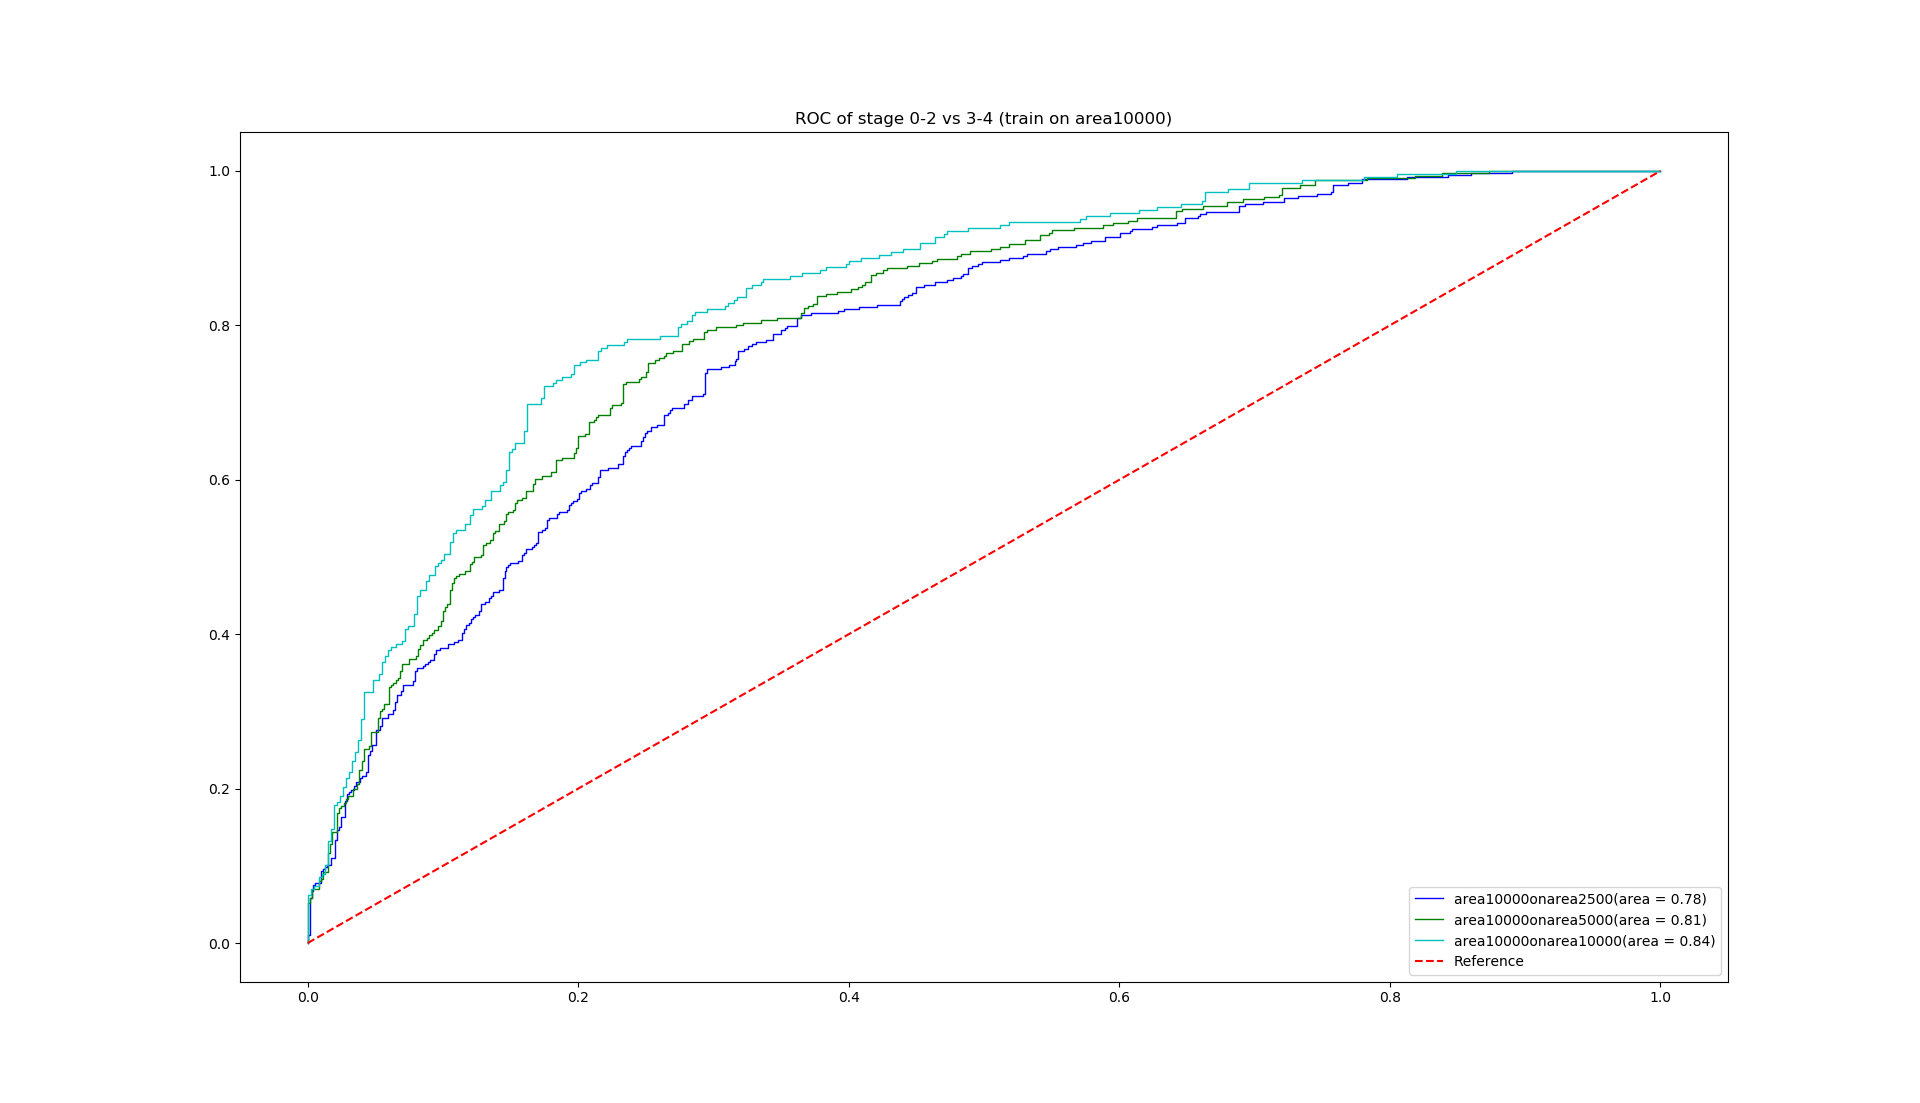 ROC of stage 0-2 vs 3-4 (train on area10000)
1.0
0.8
0.6
0.4
0.2
0.0
0.0 0.2 0.4 0.6 0.8 1.0
area10000onarea2500(area = 0.78)
area10000onarea5000(area = 0.81)
area10000onarea10000(area = 0.84)
Reference